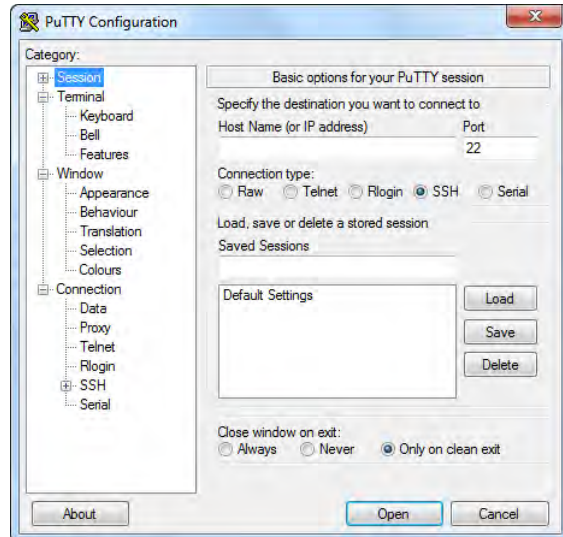 PuTTY Configuration
Category:
Session
Terminal
Keyboard
Bell
Features
Window
Appearance
Behaviour
Translation
Selection
Colours
Connection
Data
Proxy
Telnet
Rlogin
SSH
Serial
Basic options for your PuTTY session
Specify the destination you want to connect to
Host Name (or IP address) Port
22
Connection type:
Raw Telnet Rlogin SSH Serial
Load, save or delete a stored session
Saved Sessions
Default Settings
Load
Save
Delete
Close window on exit:
Always Never Only on clean exit
About Open Cancel